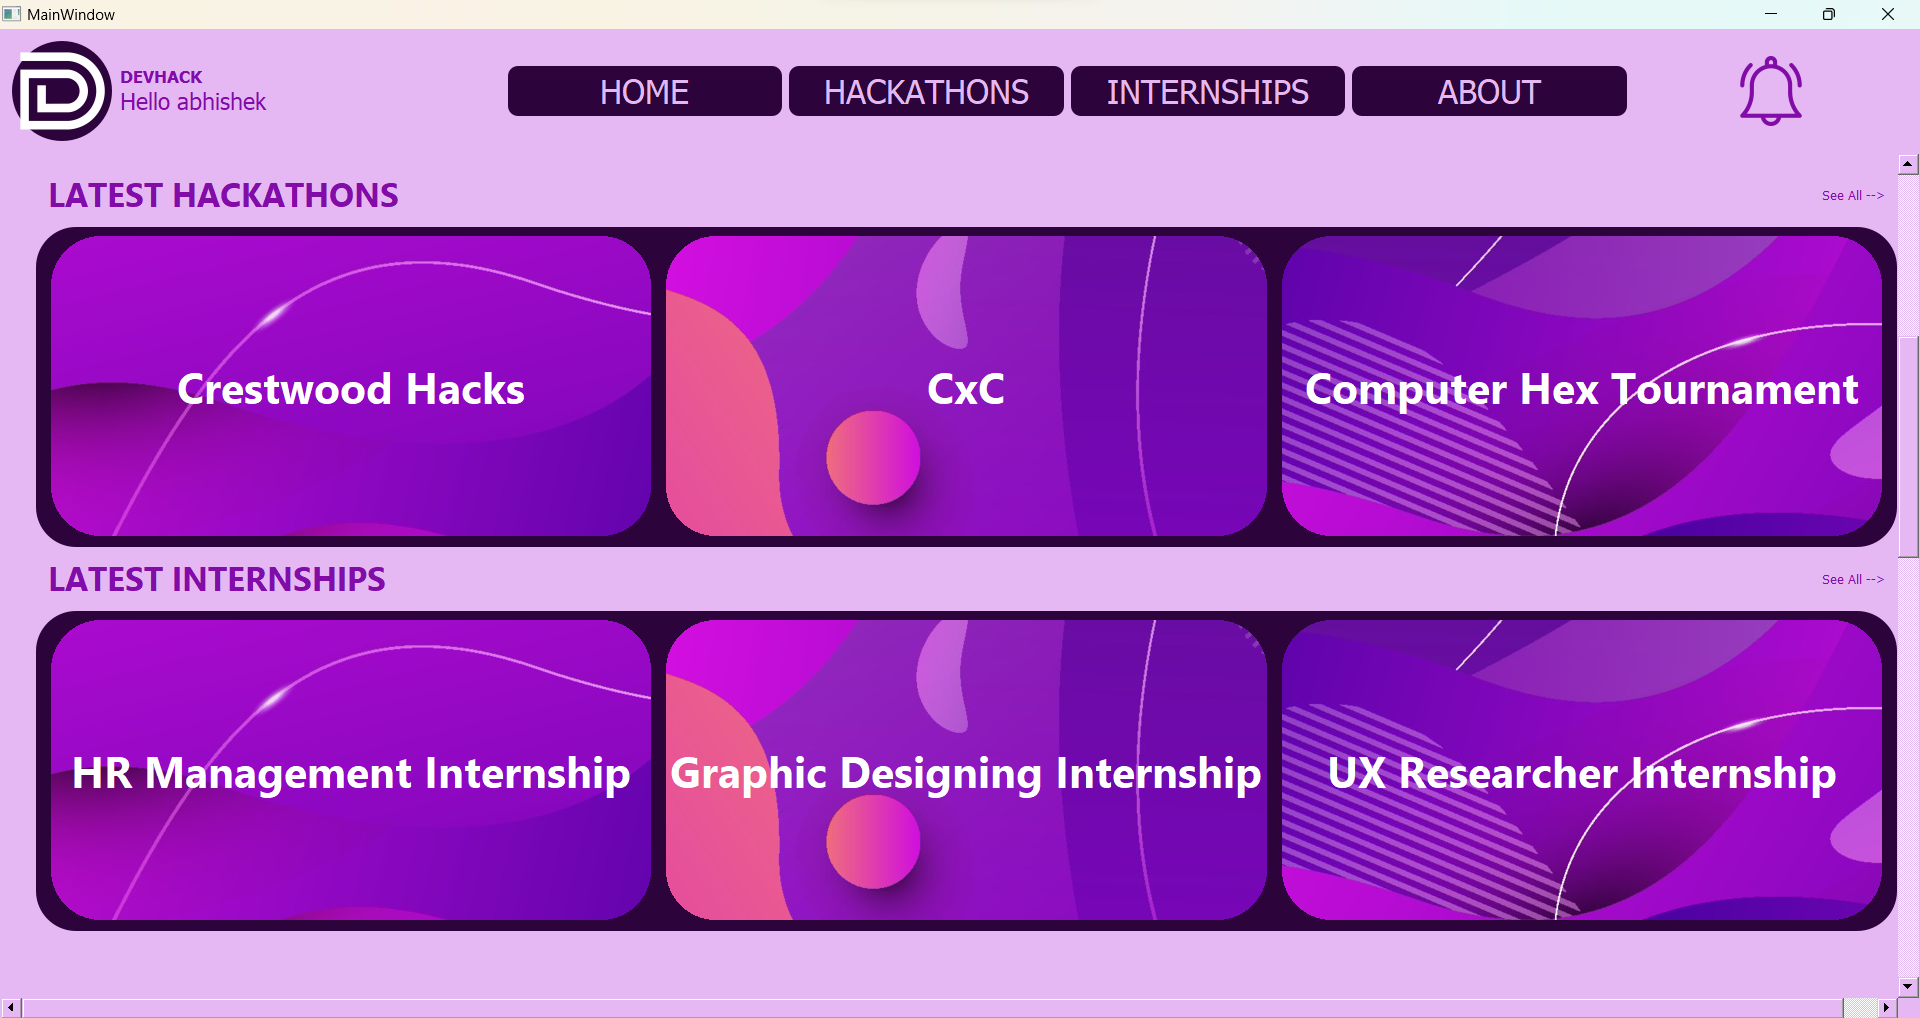 MainWindow
DEVHACK
Hello abhishek
HOME
HACKATHONS
INTERNSHIPS
ABOUT
LATEST HACKATHONS
See All -->
Crestwood Hacks
CxC
Computer Hex Tournament
LATEST INTERNSHIPS
See All -->
HR Management Internship
Graphic Designing Internship
UX Researcher Internship